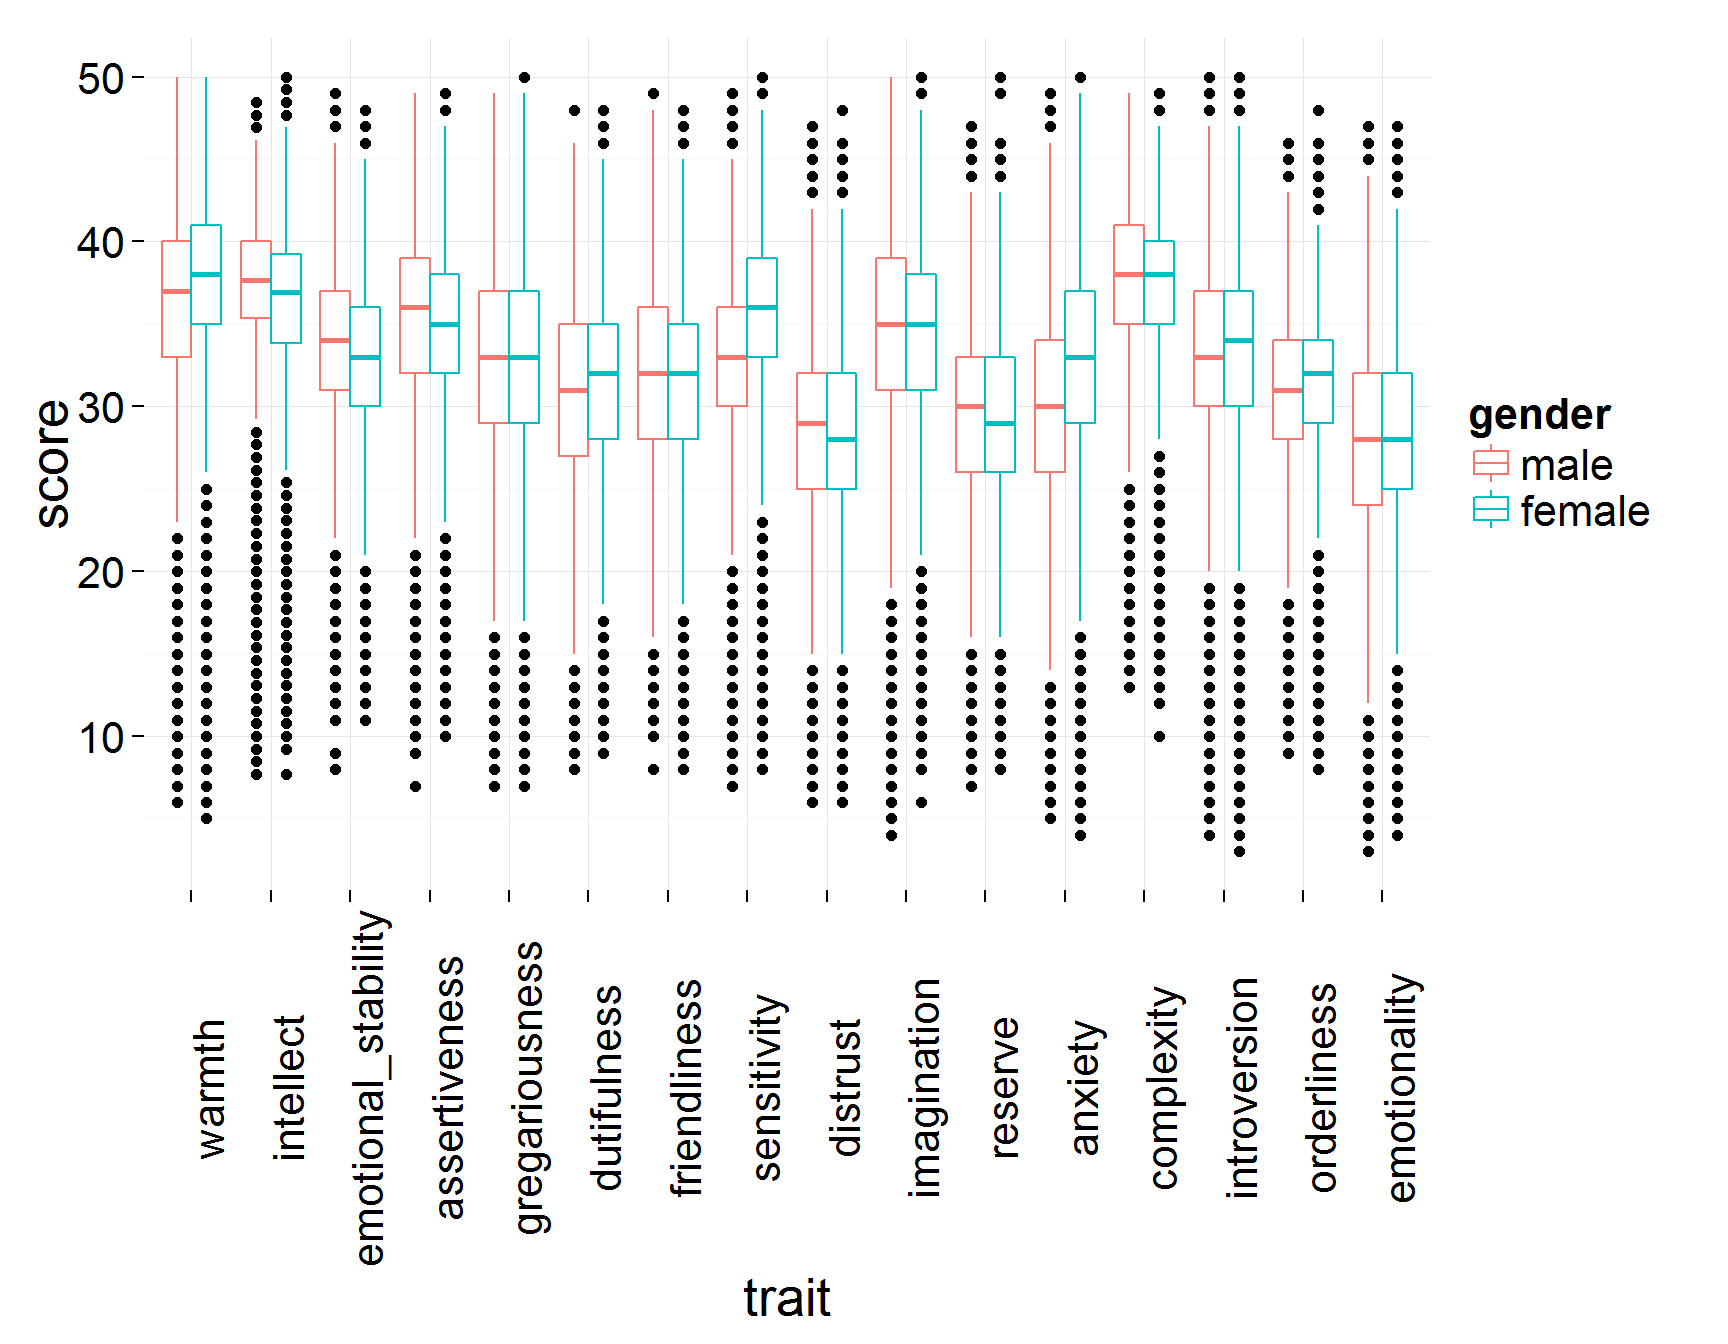 50
40
30
20
10
score
warmth
intellect
emotional_stability
assertiveness
gregariousness
dutifulness
friendliness
sensitivity
distrust
imagination
reserve
anxiety
complexity
introversion
orderliness
emotionality
trait
gender
male
female